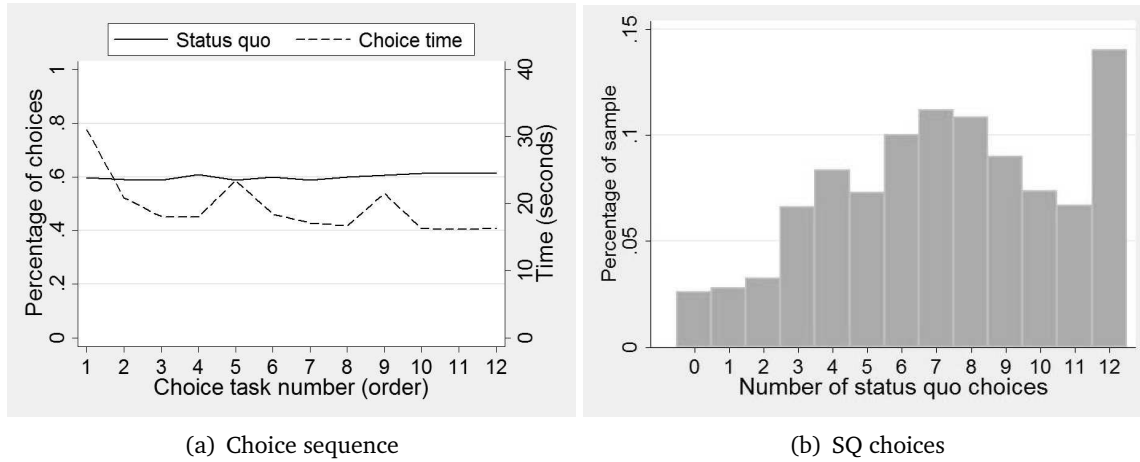 Status quo
Choice time
Percentage of choices
0 .2 .4 .6 .8 1
Time (seconds)
0 10 20 30 40
1 2 3 4 5 6 7 8 9 10 11 12
Choice task number (order)
(a) Choice sequence
Percentage of sample
0 .05 .1 .15
0 1 2 3 4 5 6 7 8 9 10 11 12
Number of status quo choices
(b) SQ choices